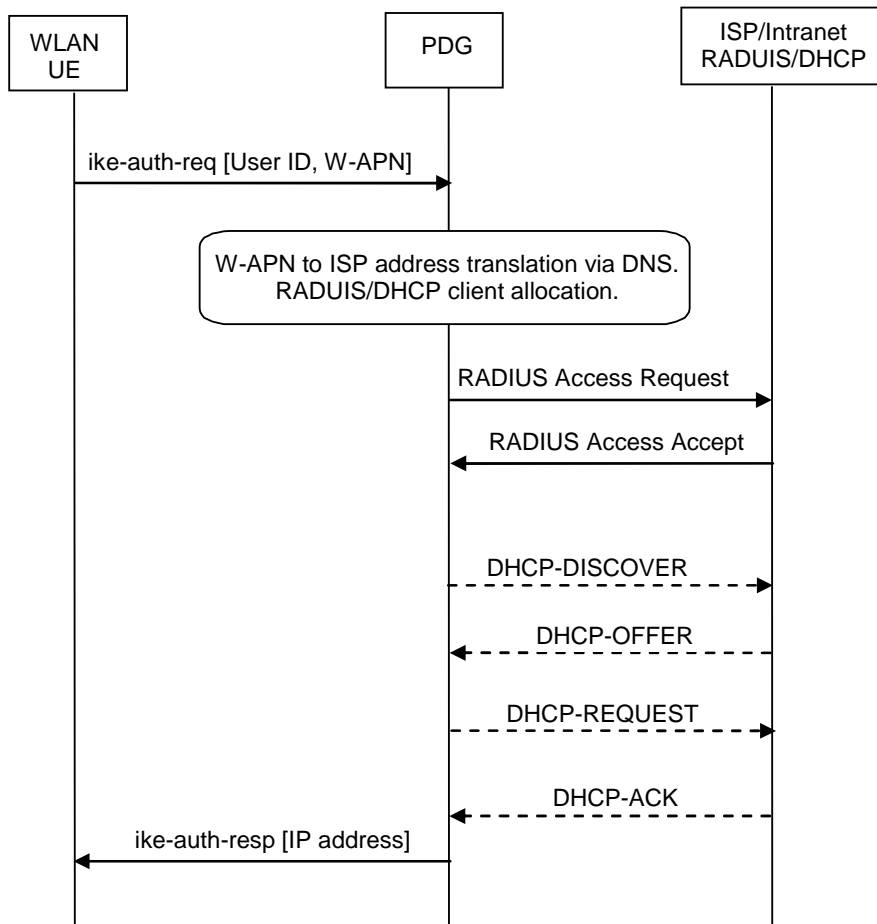 WLAN
UE
PDG
ISP/Intranet
RADUIS/DHCP
ike-auth-req [User ID, W-APN]
W-APN to ISP address translation via DNS.
RADUIS/DHCP client allocation.
RADIUS Access Request
RADIUS Access Accept
DHCP-DISCOVER
DHCP-OFFER
DHCP-REQUEST
DHCP-ACK
ike-auth-resp [IP address]